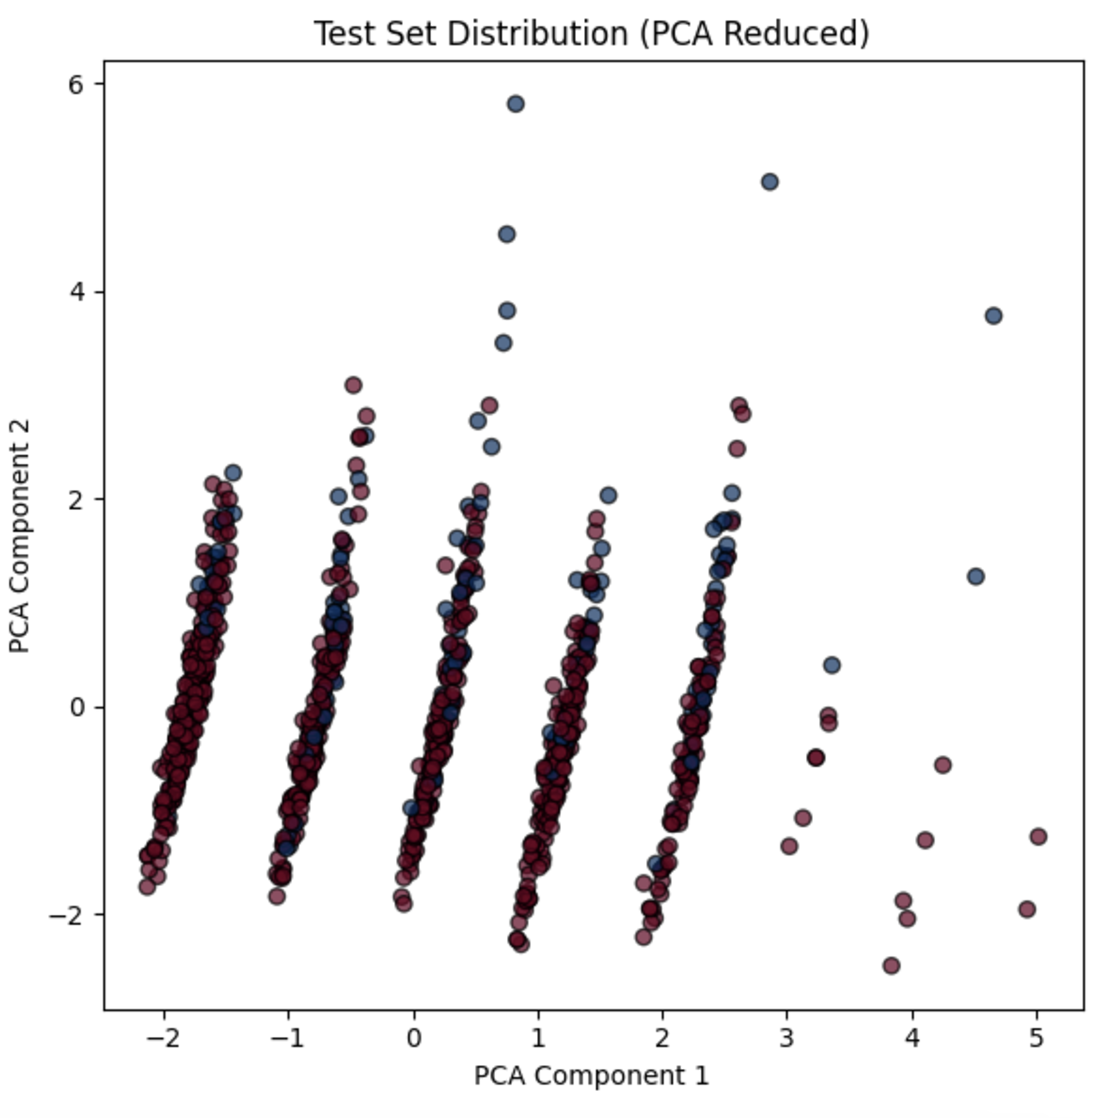 Test Set Distribution (PCA Reduced)
6
4
2
0
−2
PCA Component 2
−2 −1 0 1 2 3 4 5
PCA Component 1